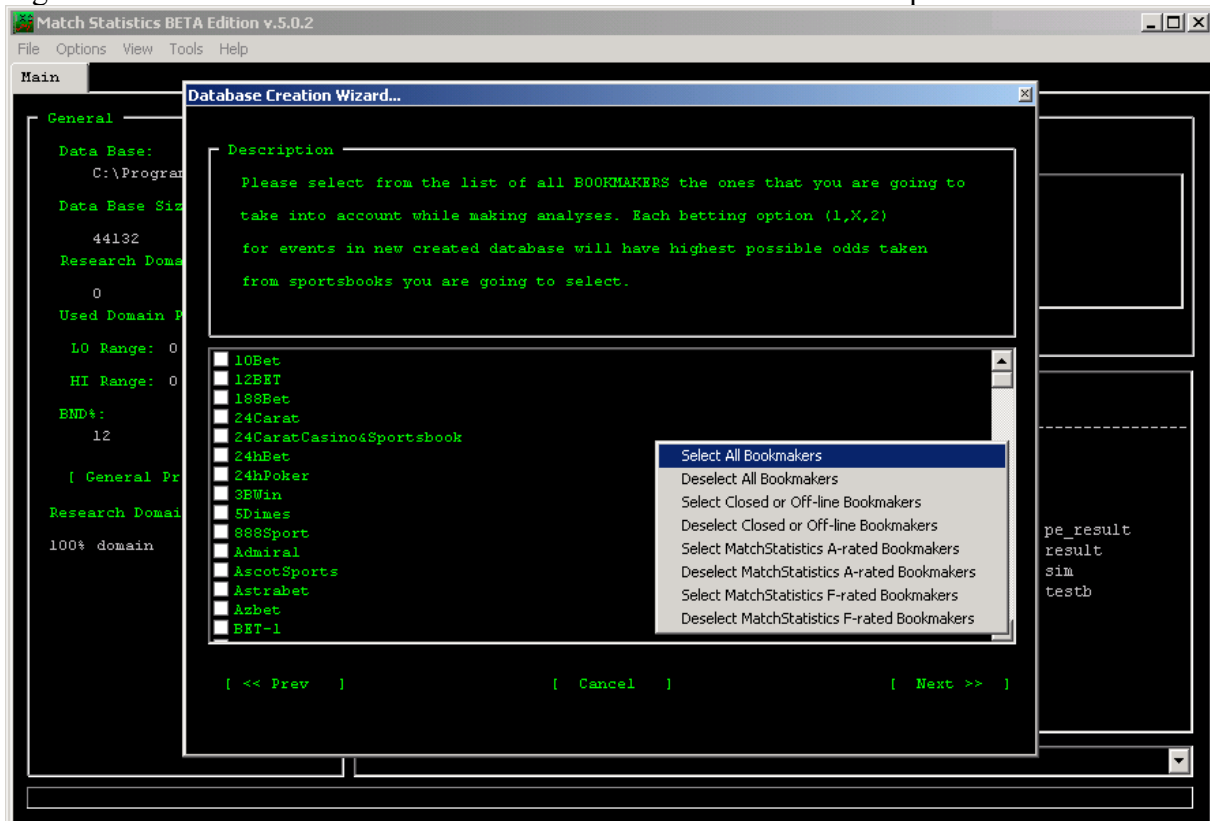 Match Statistics BETA Edition v.5.0.2
File Options View Tools Help
Main
Database Creation Wizard...
General
Data Base:
C:\Program
Data Base Siz
44132
Research Doma
0
Used Domain P
LO Range: 0
HI Range: 0
BND%:
12
[ General Pr
Research Domai
100% domain
Description
Please select from the list of all BOOKMAKERS the ones that you are going to
take into account while making analyses. Each betting option (1,X,2)
for events in new created database will have highest possible odds taken
from sportsbooks you are going to select.
10Bet
12BET
188Bet
24Carat
24CaratCasino&Sportsbook
24hBet
24hPoker
3BWin
5Dimes
888Sport
Admiral
AscotSports
Astrabet
Azbet
BET-1
Select All Bookmakers
Deselect All Bookmakers
Select Closed or Off-line Bookmakers
Deselect Closed or Off-line Bookmakers
Select MatchStatistics A-rated Bookmakers
Deselect MatchStatistics A-rated Bookmakers
Select MatchStatistics F-rated Bookmakers
Deselect MatchStatistics F-rated Bookmakers
[ << Prev ] [ Cancel ] [ Next >> ]
pe_result
result
sim
testb